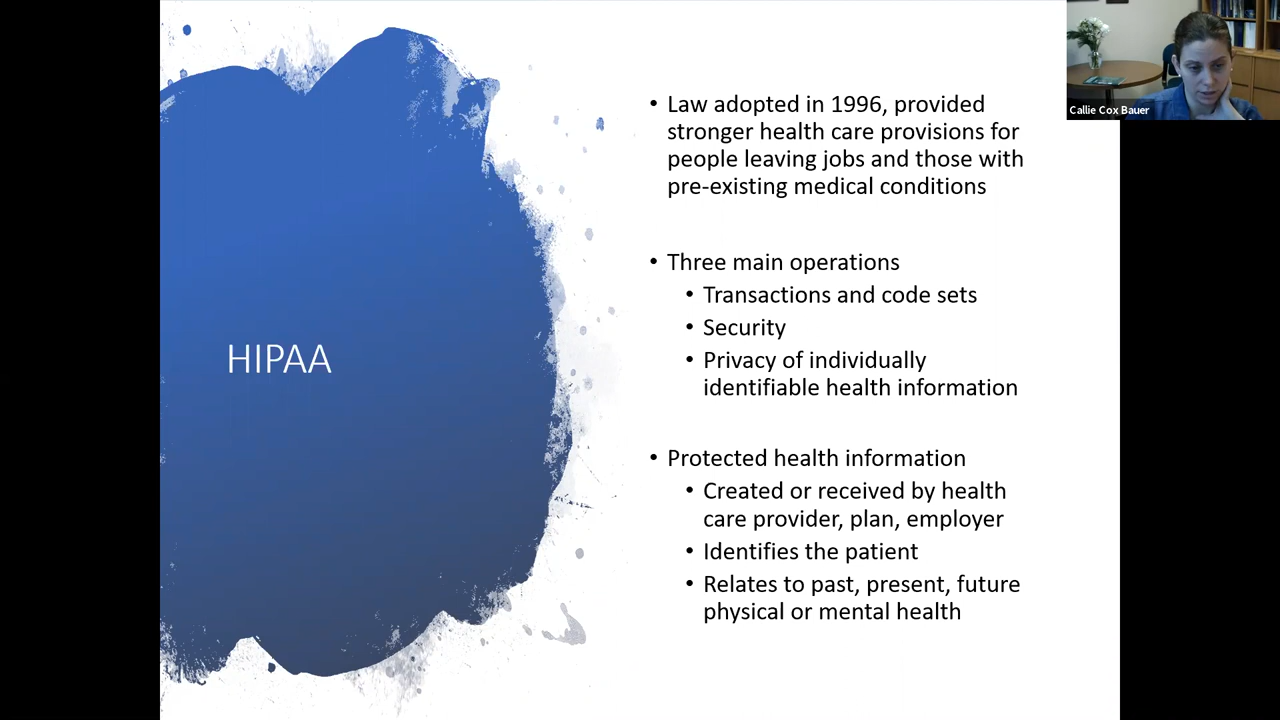 HIPAA
• Law adopted in 1996, provided
stronger health care provisions for
people leaving jobs and those with
pre-existing medical conditions
• Three main operations
• Transactions and code sets
• Security
• Privacy of individually
identifiable health information
• Protected health information
• Created or received by health
care provider, plan, employer
• Identifies the patient
• Relates to past, present, future
physical or mental health
Callie Cox Bauer